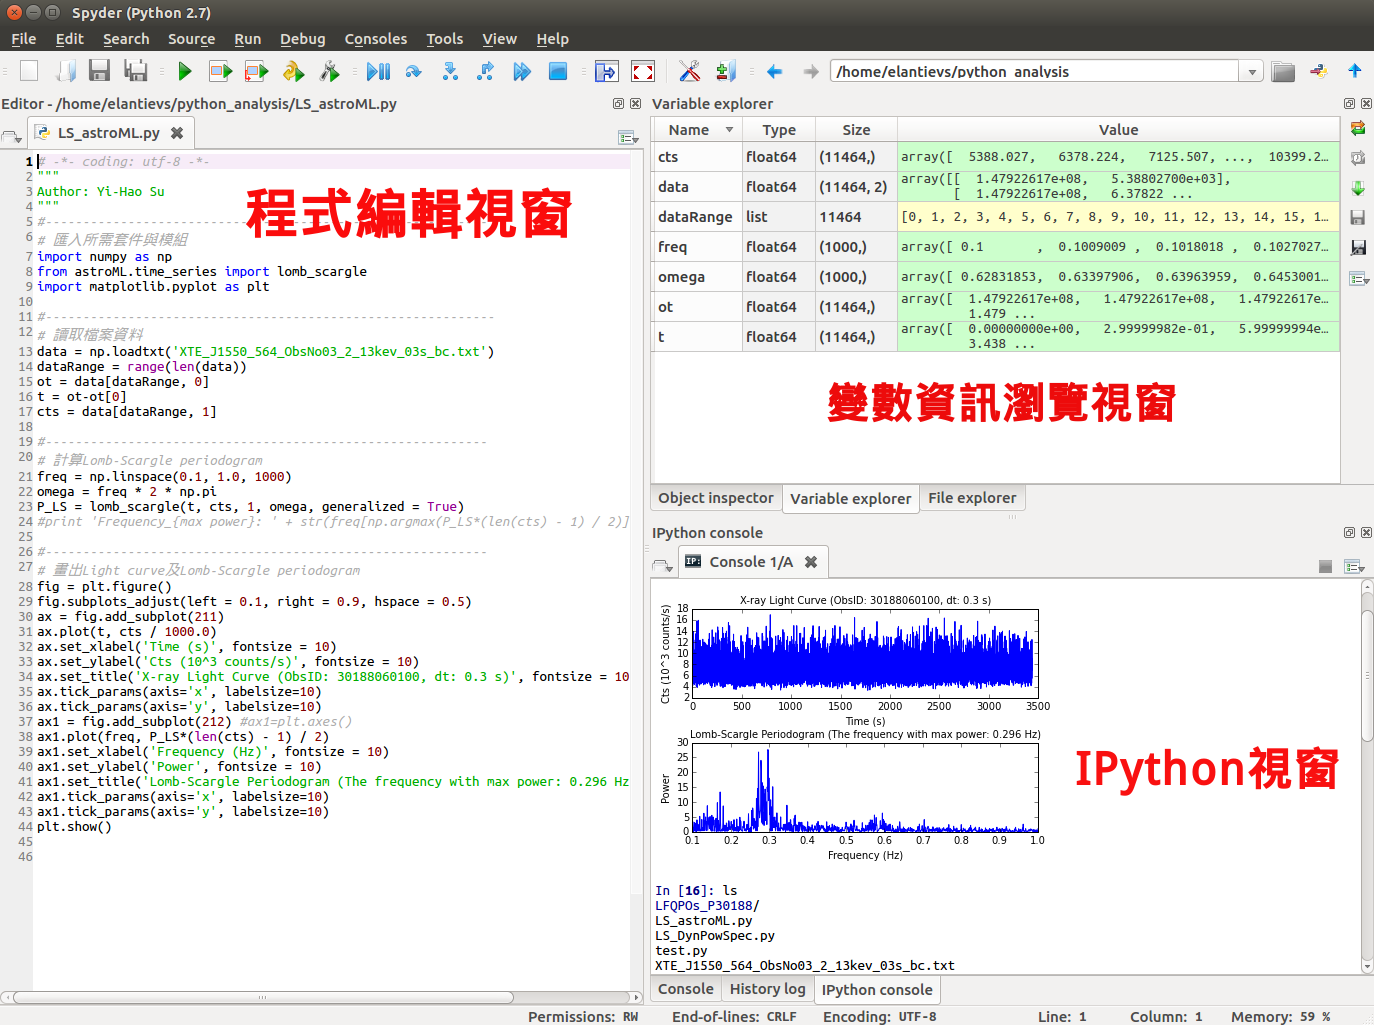 Spyder (Python 2.7)
File Edit Search Source Run Debug Consoles Tools View Help
/home/elantievs/python_analysis
Editor - /home/elantievs/python_analysis/LS_astroML.py
LS_astroML.py
1 # -*- coding: utf-8 -*-
2 """
3 Author: Yi-Hao Su
4 """
5 #-----------------------------------------------------------
6 # 匯入所需套件與模組
7 import numpy as np
8 from astroML.time_series import lomb_scargle
9 import matplotlib.pyplot as plt
10
11 #------------------------------------------------------------
12 # 讀取檔案資料
13 data = np.loadtxt('XTE_J1550_564_ObsNo03_2_13kev_03s_bc.txt')
14 dataRange = range(len(data))
15 ot = data[dataRange, 0]
16 t = ot-ot[0]
17 cts = data[dataRange, 1]
18
19 #-----------------------------------------------------------
20 # 計算Lomb-Scargle periodogram
21 freq = np.linspace(0.1, 1.0, 1000)
22 omega = freq * 2 * np.pi
23 P_LS = lomb_scargle(t, cts, 1, omega, generalized = True)
24 #print 'Frequency_{max power}: ' + str(freq[np.argmax(P_LS*(len(cts) - 1) / 2)]
25
26 #-----------------------------------------------------------
27 # 畫出Light curve及Lomb-Scargle periodogram
28 fig = plt.figure()
29 fig.subplots_adjust(left = 0.1, right = 0.9, hspace = 0.5)
30 ax = fig.add_subplot(211)
31 ax.plot(t, cts / 1000.0)
32 ax.set_xlabel('Time (s)', fontsize = 10)
33 ax.set_ylabel('Cts (10^3 counts/s)', fontsize = 10)
34 ax.set_title('X-ray Light Curve (ObsID: 30188060100, dt: 0.3 s)', fontsize = 10
35 ax.tick_params(axis='x', labelsize=10)
36 ax.tick_params(axis='y', labelsize=10)
37 ax1 = fig.add_subplot(212) #ax1=plt.axes()
38 ax1.plot(freq, P_LS*(len(cts) - 1) / 2)
39 ax1.set_xlabel('Frequency (Hz)', fontsize = 10)
40 ax1.set_ylabel('Power', fontsize = 10)
41 ax1.set_title('Lomb-Scargle Periodogram (The frequency with max power: 0.296 Hz
42 ax1.tick_params(axis='x', labelsize=10)
43 ax1.tick_params(axis='y', labelsize=10)
44 plt.show()
45
46
程式編輯視窗
Variable explorer
Name Type Size Value
cts float64 (11464,) array([ 5388.027, 6378.224, 7125.507, ..., 10399.2…
data float64 (11464, 2) array([[ 1.47922616e+08, 5.38802700e+03],
[ 1.47922616e+08, 6.37822 ...
dataRange list 11464 [0, 1, 2, 3, 4, 5, 6, 7, 8, 9, 10, 11, 12, 13, 14, 15, 1…
freq float64 (1000,) array([ 0.1 , 0.1009009 , 0.1018018 , 0.1027027…
omega float64 (1000,) array([ 0.62831853, 0.63397906, 0.63963959, 0.6453001…
ot float64 (11464,) array([ 1.47922616e+08, 1.47922616e+08, 1.47922617e…
1.479 ...
t float64 (11464,) array([ 0.00000000e+00, 2.99999982e-01, 5.99999994e…
3.438 ...
變數資訊瀏覽視窗
Object inspector Variable explorer File explorer
IPython console
IP: Console 1/A
X-ray Light Curve (ObsID: 30188060100, dt: 0.3 s)
Cts (10^3 counts/s)
18
16
14
12
10
8
6
4
2
0 500 1000 1500 2000 2500 3000 3500
Time (s)
Lomb-Scargle Periodogram (The frequency with max power: 0.296 Hz)
Power
30
25
20
15
10
5
0
0.1 0.2 0.3 0.4 0.5 0.6 0.7 0.8 0.9 1.0
Frequency (Hz)
IPython視窗
In [16]: ls
LFQPOs_P30188/
LS_astroML.py
LS_DynPowSpec.py
test.py
XTE_J1550_564_ObsNo03_2_13kev_03s_bc.txt
Console History log IPython console
Permissions: RW End-of-lines: CRLF Encoding: UTF-8 Line: 1 Column: 1 Memory: 59 %